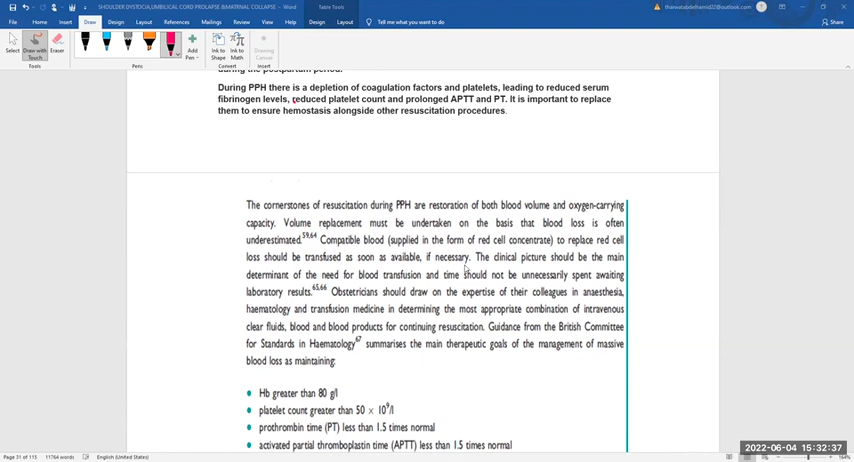 SHOULDER DYSTOCIA,UMBILICAL CORD PROLAPSE &MATERNAL COLLAPSE - Word
Table Tools
tharwatabdelhamid22@outlook.com
File Home Insert Draw Design Layout References Mailings Review View Help Design Layout Tell me what you want to do Share
Select
Draw with Touch
Eraser
Add Pen
Ink to Shape
Ink to Math
Drawing Canvas
Tools Pens Convert Insert
during the postpartum period.
During PPH there is a depletion of coagulation factors and platelets, leading to reduced serum
fibrinogen levels, reduced platelet count and prolonged APTT and PT. It is important to replace
them to ensure hemostasis alongside other resuscitation procedures.
The cornerstones of resuscitation during PPH are restoration of both blood volume and oxygen-carrying
capacity. Volume replacement must be undertaken on the basis that blood loss is often
underestimated.59,64 Compatible blood (supplied in the form of red cell concentrate) to replace red cell
loss should be transfused as soon as available, if necessary. The clinical picture should be the main
determinant of the need for blood transfusion and time should not be unnecessarily spent awaiting
laboratory results.65,66 Obstetricians should draw on the expertise of their colleagues in anaesthesia,
haematology and transfusion medicine in determining the most appropriate combination of intravenous
clear fluids, blood and blood products for continuing resuscitation. Guidance from the British Committee
for Standards in Haematology67 summarises the main therapeutic goals of the management of massive
blood loss as maintaining:
• Hb greater than 80 g/l
• platelet count greater than 50 × 10⁹/l
• prothrombin time (PT) less than 1.5 times normal
• activated partial thromboplastin time (APTT) less than 1.5 times normal
Page 31 of 115 11764 words English (United States)
2022-06-04 15:32:37
164%